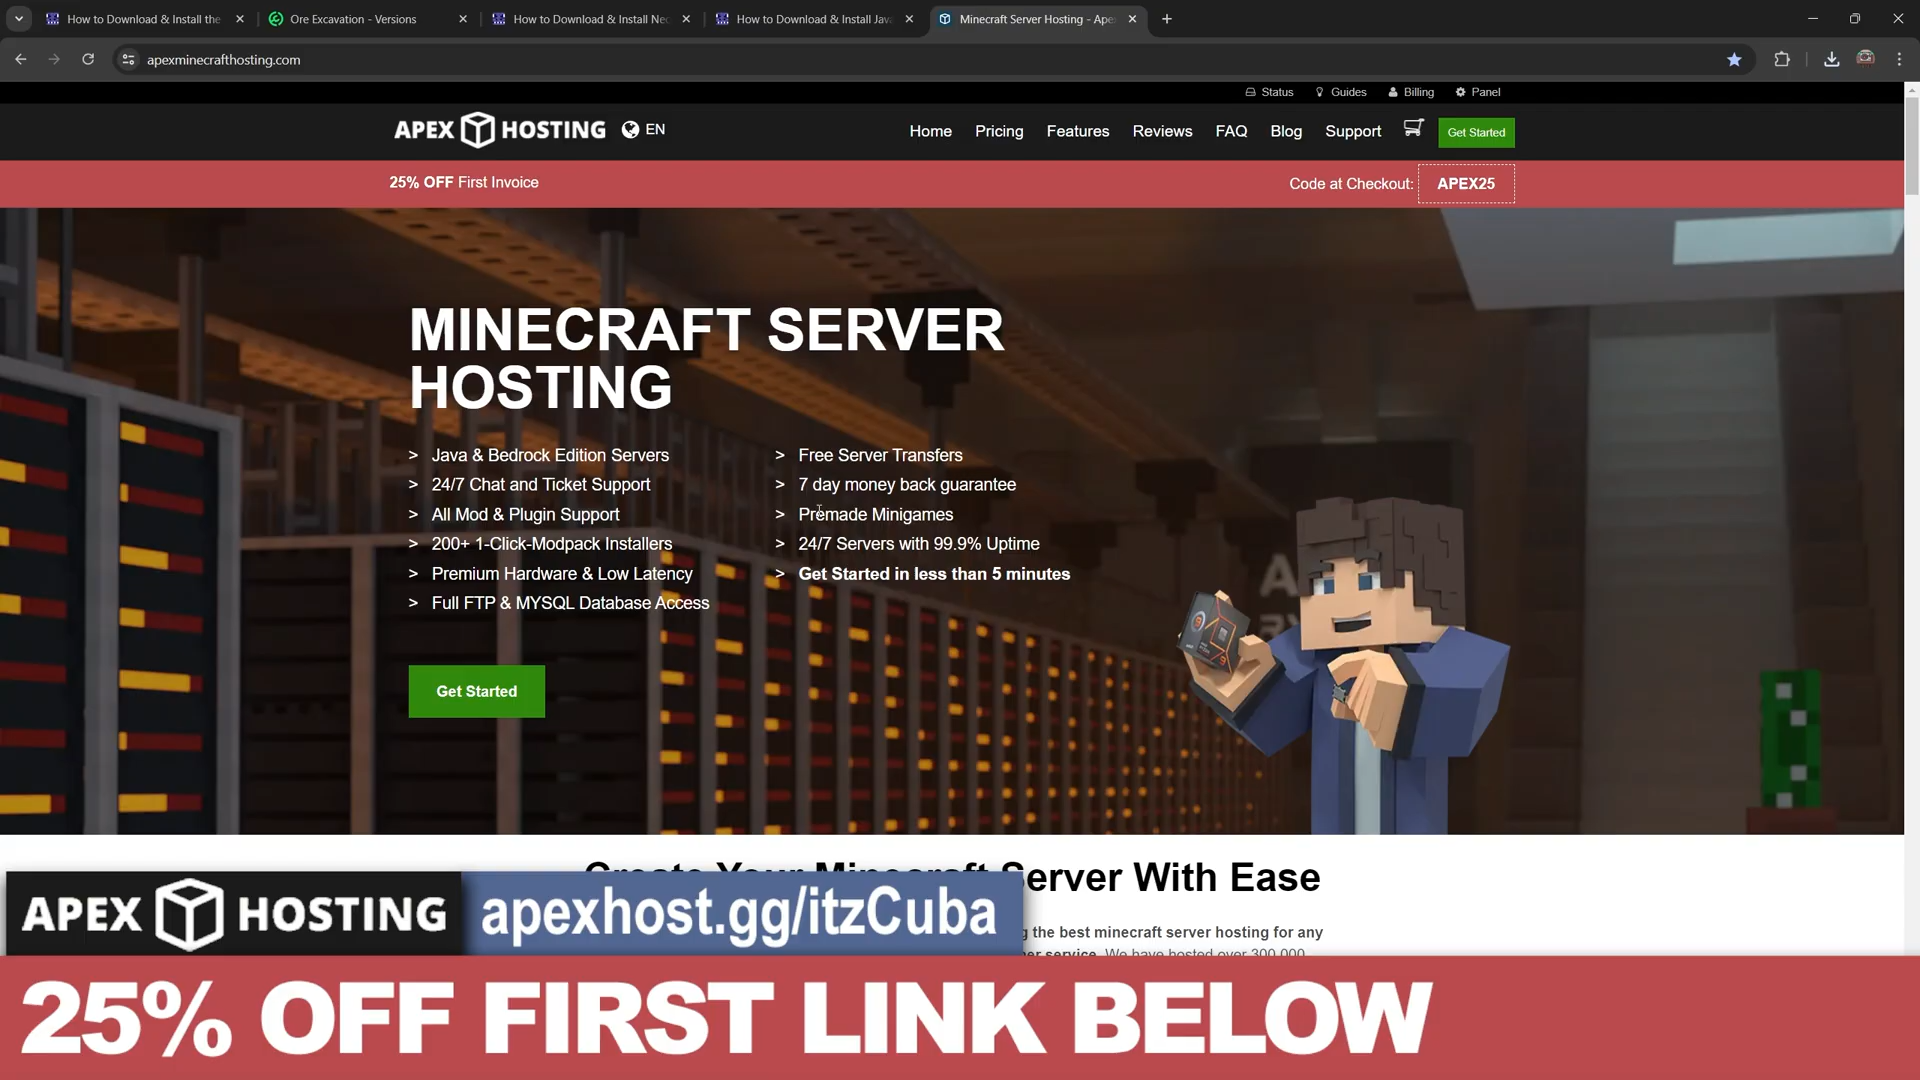 How to Download & Install the
Ore Excavation - Versions
How to Download & Install Neo
How to Download & Install Java
Minecraft Server Hosting - Apex
apexminecrafthosting.com
Status
Guides
Billing
Panel
APEX HOSTING
EN
Home
Pricing
Features
Reviews
FAQ
Blog
Support
Get Started
25% OFF First Invoice
Code at Checkout: APEX25
MINECRAFT SERVER
HOSTING
> Java & Bedrock Edition Servers
> 24/7 Chat and Ticket Support
> All Mod & Plugin Support
> 200+ 1-Click-Modpack Installers
> Premium Hardware & Low Latency
> Full FTP & MYSQL Database Access
> Free Server Transfers
> 7 day money back guarantee
> Premade Minigames
> 24/7 Servers with 99.9% Uptime
> Get Started in less than 5 minutes
Get Started
Create Your Minecraft Server With Ease
the best minecraft server hosting for any
service. We have hosted over 300,000
APEX HOSTING
apexhost.gg/itzCuba
25% OFF FIRST LINK BELOW